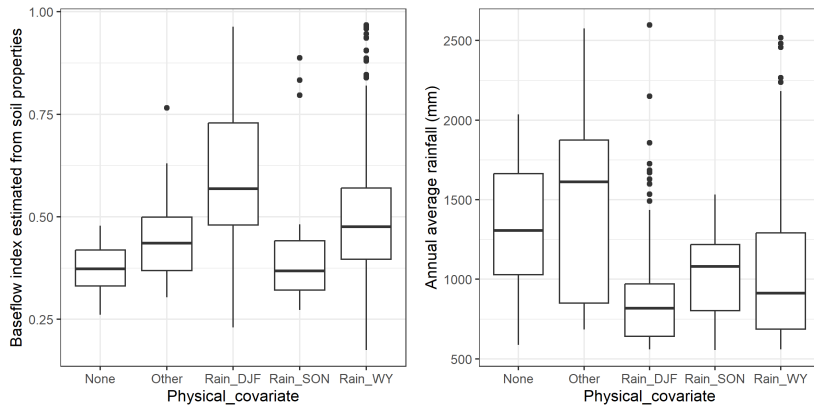 Baseflow index estimated from soil properties
1.00
0.75
0.50
0.25
None Other Rain_DJF Rain_SON Rain_WY
Physical_covariate
Annual average rainfall (mm)
2500
2000
1500
1000
500
None Other Rain_DJF Rain_SON Rain_WY
Physical_covariate